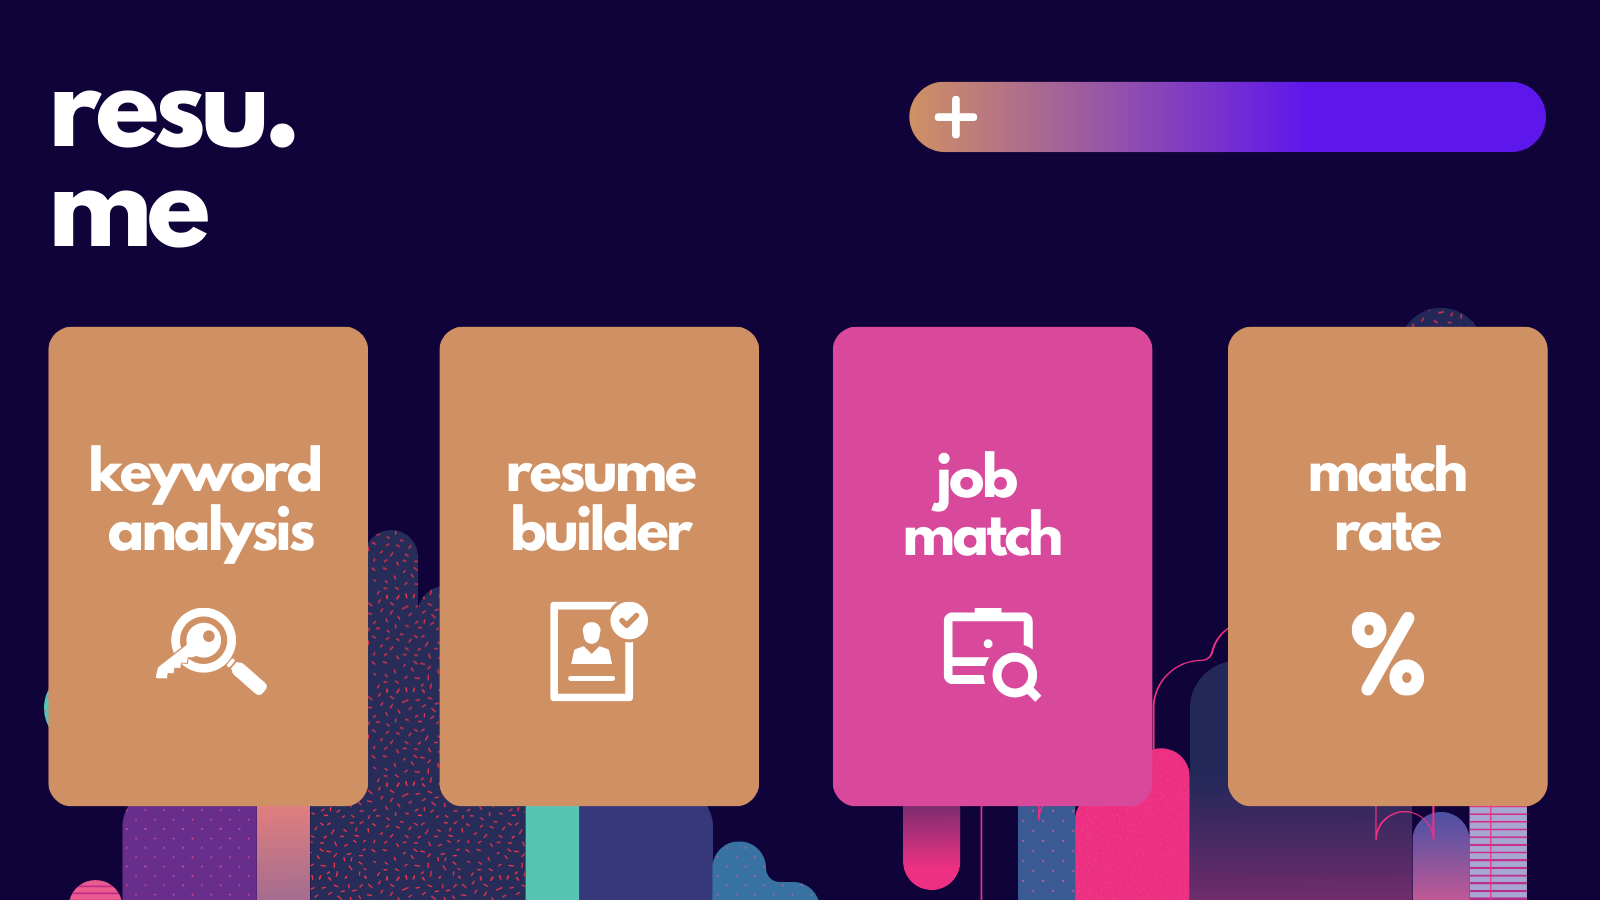 resu.
me
keyword
analysis
resume
builder
job
match
match
rate
%